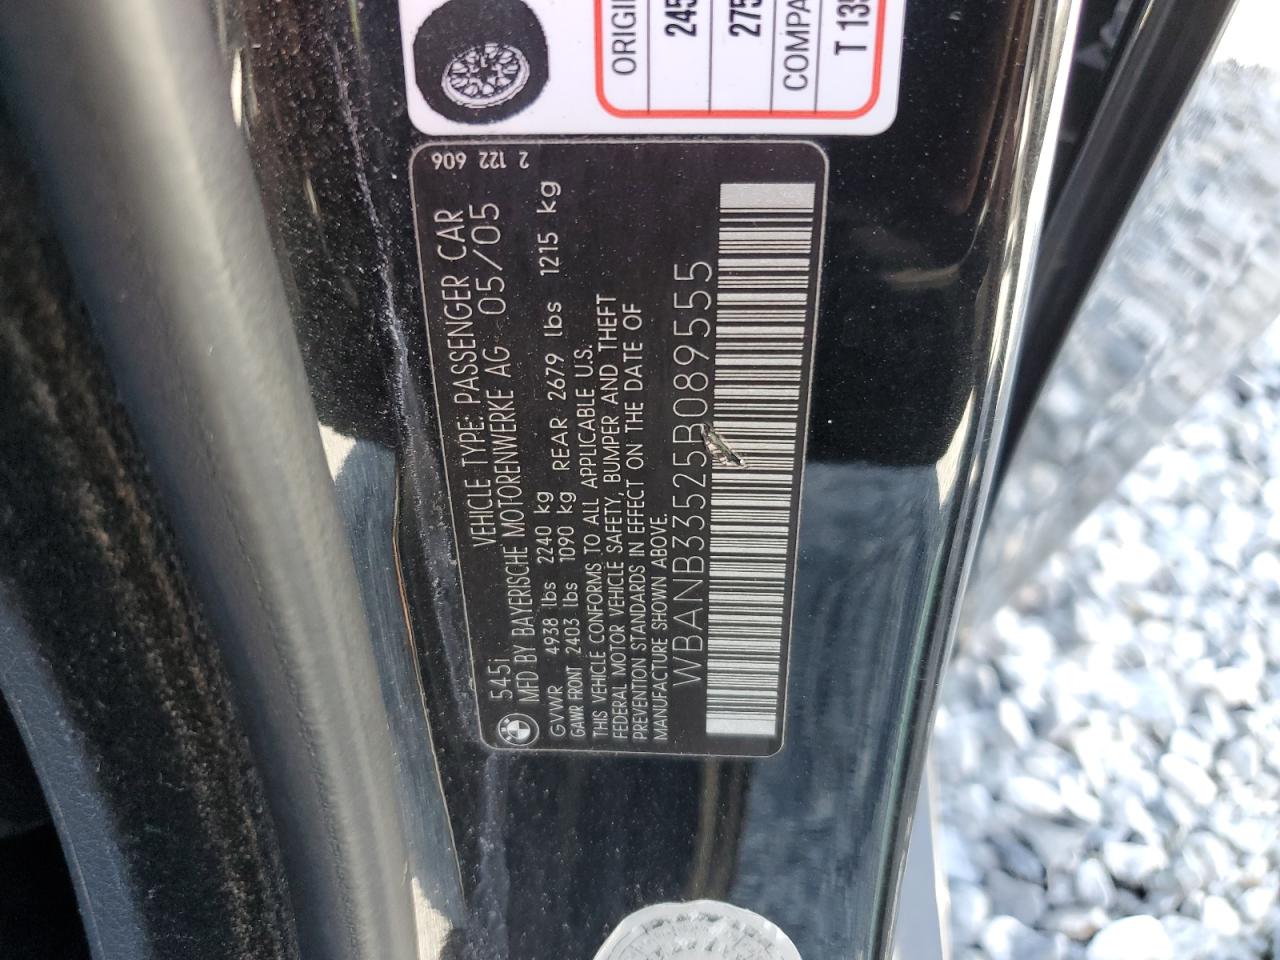 ORIGI
245
275
COMPA
T 135
2 122 606
545i VEHICLE TYPE: PASSENGER CAR
MFD BY BAYERISCHE MOTORENWERKE AG 05/05
GVWR 4938 lbs 2240 kg
GAWR FRONT 2403 lbs 1090 kg REAR 2679 lbs 1215 kg
THIS VEHICLE CONFORMS TO ALL APPLICABLE U.S.
FEDERAL MOTOR VEHICLE SAFETY, BUMPER AND THEFT
PREVENTION STANDARDS IN EFFECT ON THE DATE OF
MANUFACTURE SHOWN ABOVE.
WBANB33525B089555